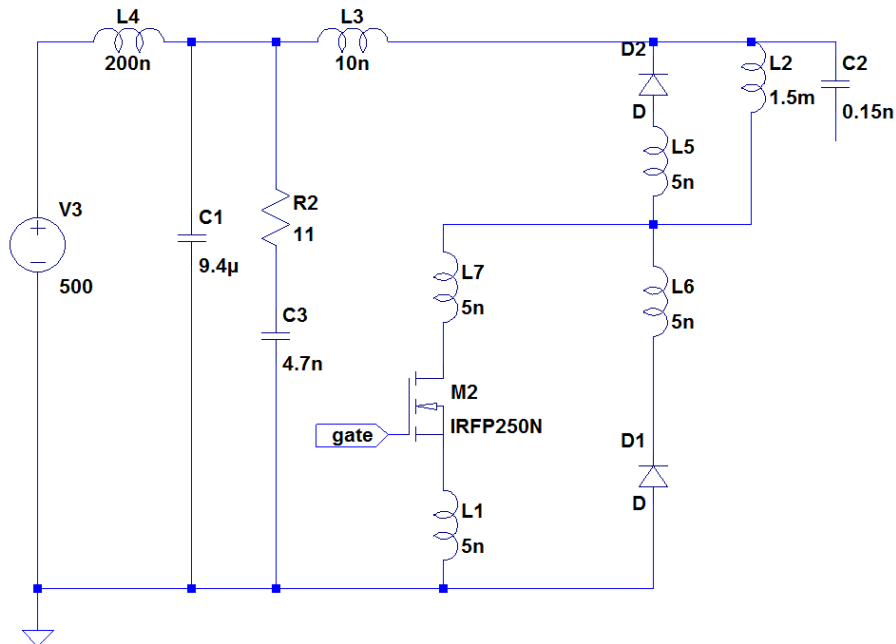 L4
200n
L3
10n
D2
D
L2
1.5m
C2
0.15n
L5
5n
V3
500
C1
9.4µ
R2
11
C3
4.7n
L7
5n
L6
5n
M2
IRFP250N
gate
D1
D
L1
5n